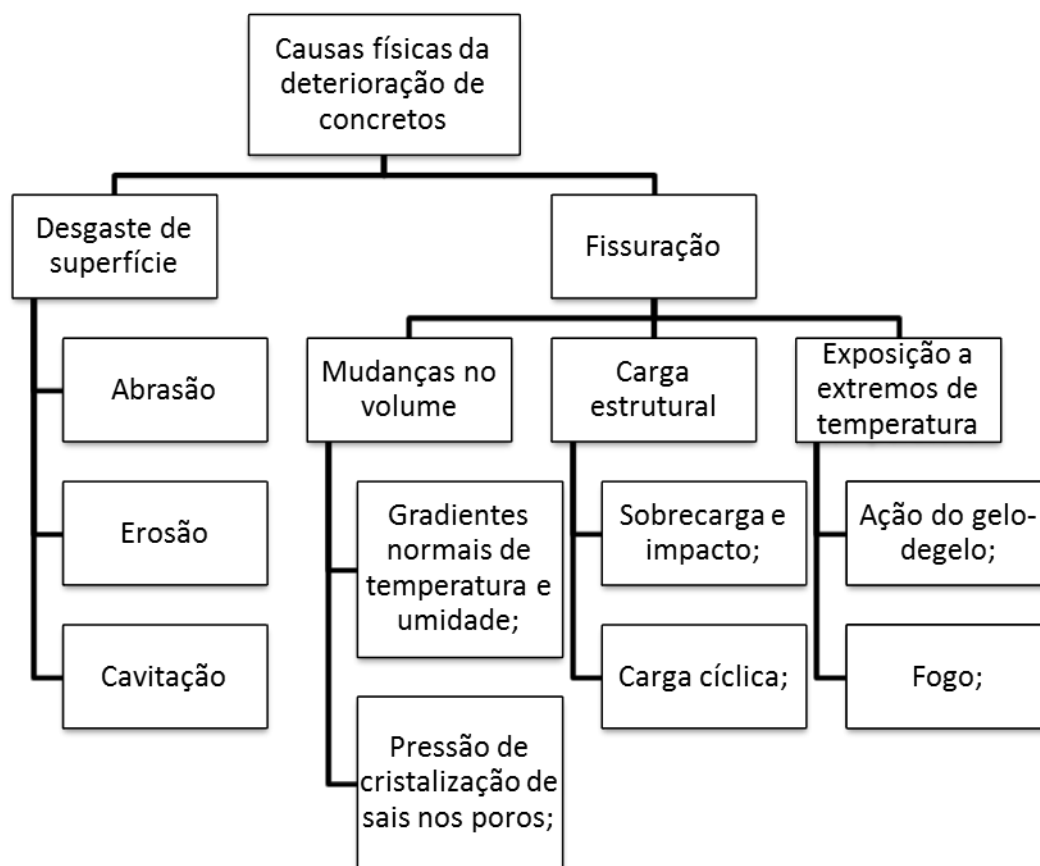 Causas físicas da
deterioração de
concretos
Desgaste de
superfície
Fissuração
Abrasão
Erosão
Cavitação
Mudanças no
volume
Gradientes
normais de
temperatura e
umidade;
Pressão de
cristalização de
sais nos poros;
Carga
estrutural
Sobrecarga e
impacto;
Carga cíclica;
Exposição a
extremos de
temperatura
Ação do gelo-
degelo;
Fogo;